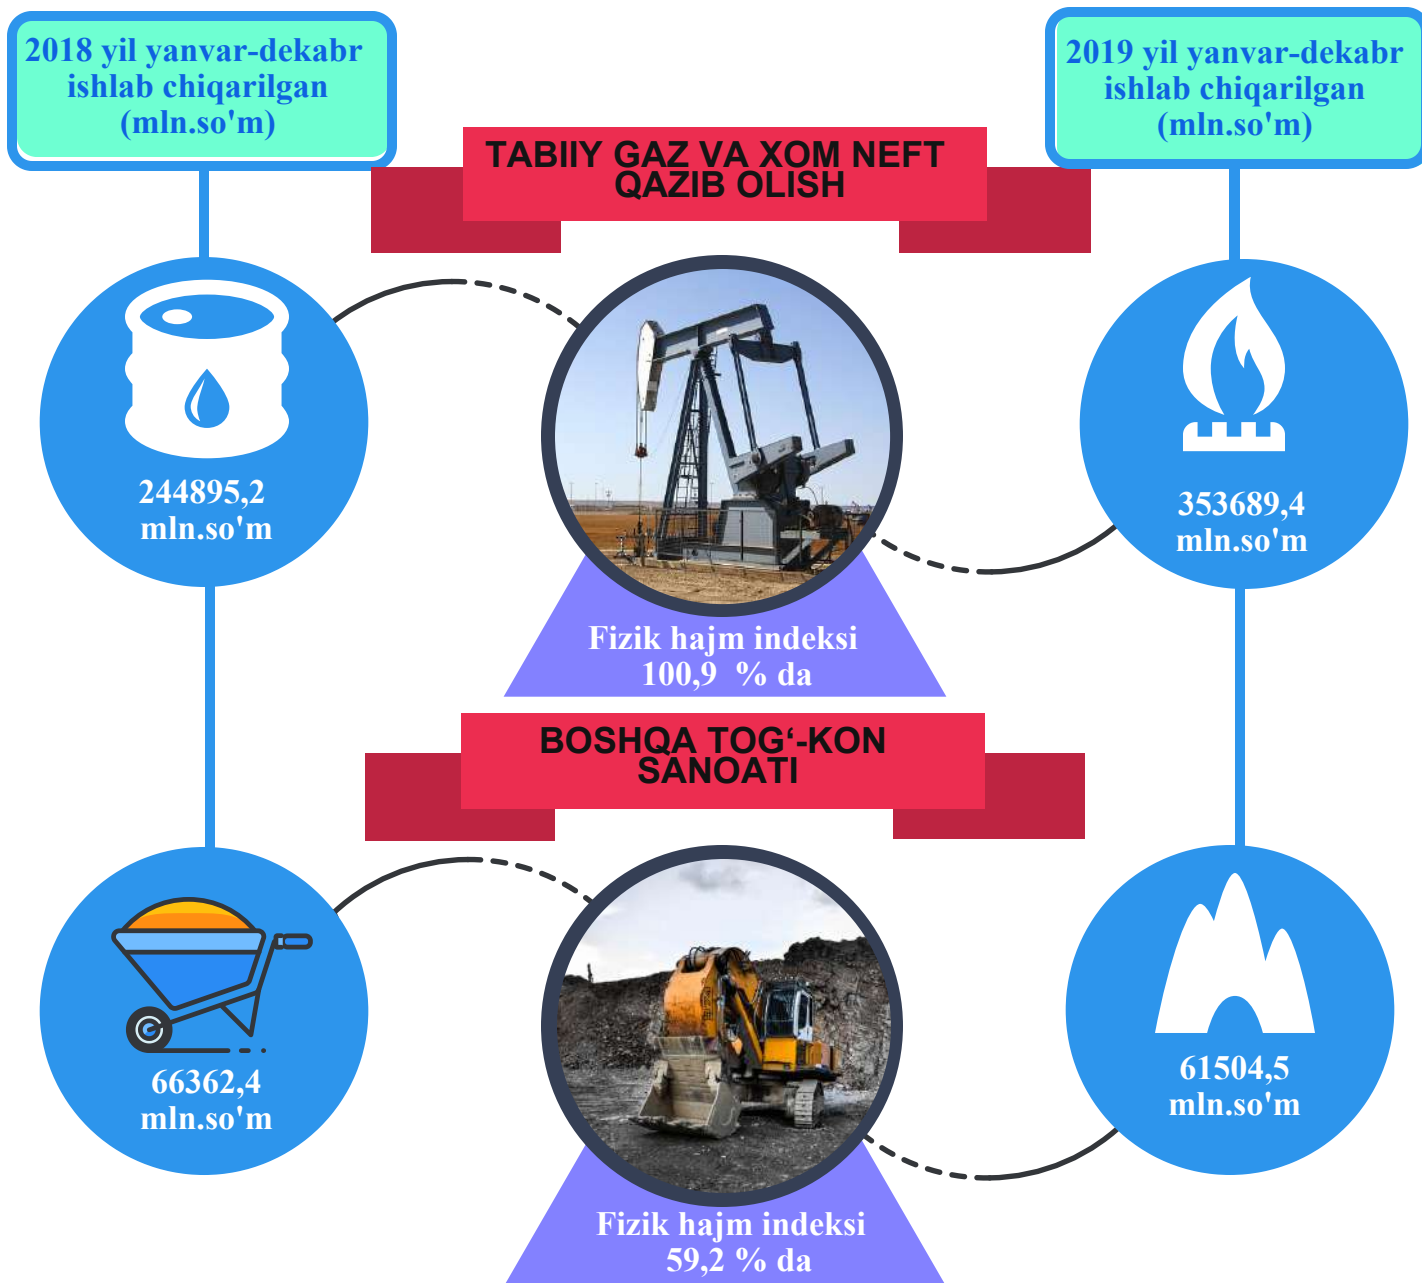 2018 yil yanvar-dekabr
ishlab chiqarilgan
(mln.so'm)
2019 yil yanvar-dekabr
ishlab chiqarilgan
(mln.so'm)
TABIIY GAZ VA XOM NEFT
QAZIB OLISH
244895,2
mln.so'm
353689,4
mln.so'm
Fizik hajm indeksi
100,9 % da
BOSHQA TOG‘-KON
SANOATI
66362,4
mln.so'm
61504,5
mln.so'm
Fizik hajm indeksi
59,2 % da